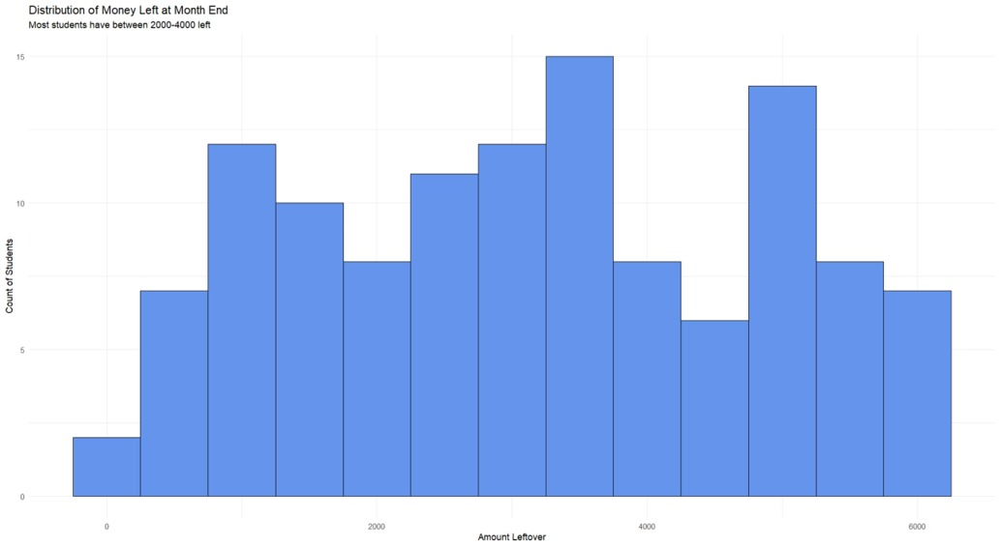 Distribution of Money Left at Month End
Most students have between 2000-4000 left
Count of Students
15
10
5
0
0 2000 4000 6000
Amount Leftover